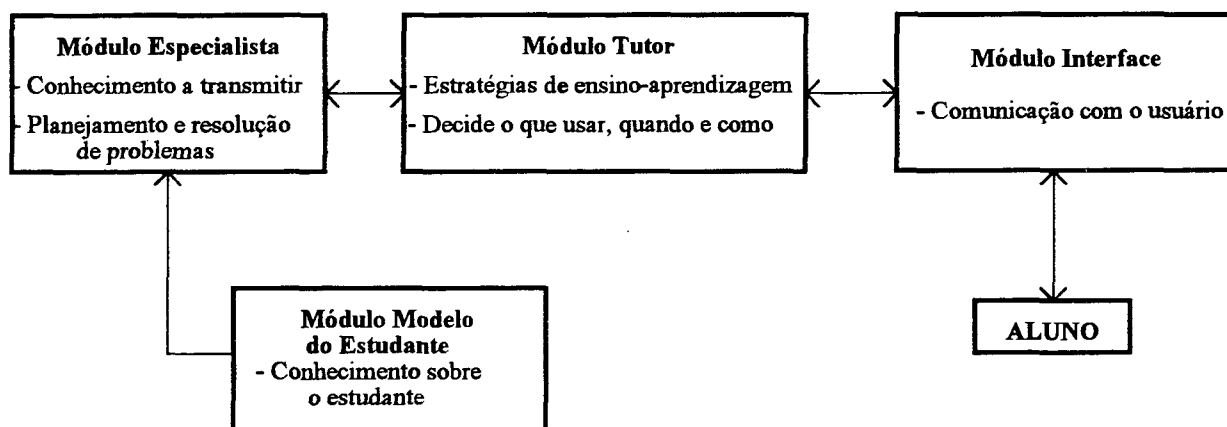 Módulo Especialista
- Conhecimento a transmitir
- Planejamento e resolução
de problemas
Módulo Tutor
- Estratégias de ensino-aprendizagem
- Decide o que usar, quando e como
Módulo Interface
- Comunicação com o usuário
Módulo Modelo
do Estudante
- Conhecimento sobre
o estudante
ALUNO